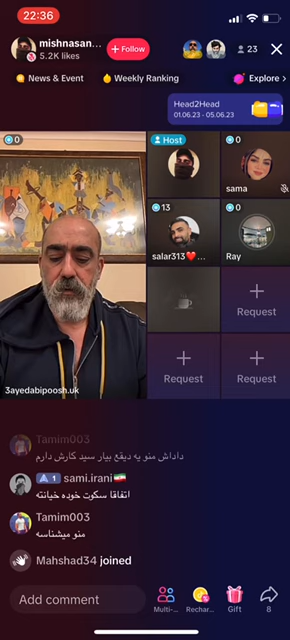 22:36
mishnasan...
5.2K likes
+ Follow
23
News & Event
Weekly Ranking
Explore >
Head2Head
01.06.23 - 05.06.23
0
Host
0
sama
13
0
salar313❤️...
Ray
Request
Request
Request
3ayedabipoosh.uk
Tamim003
داداش منو یه دیقع بیار سید کارش دارم
1 sami.irani🇮🇷
اتفاقا سکوت خوده خیانته
Tamim003
منو میشناسه
Mahshad34 joined
Add comment
Multi-...
Rechar...
Gift
8